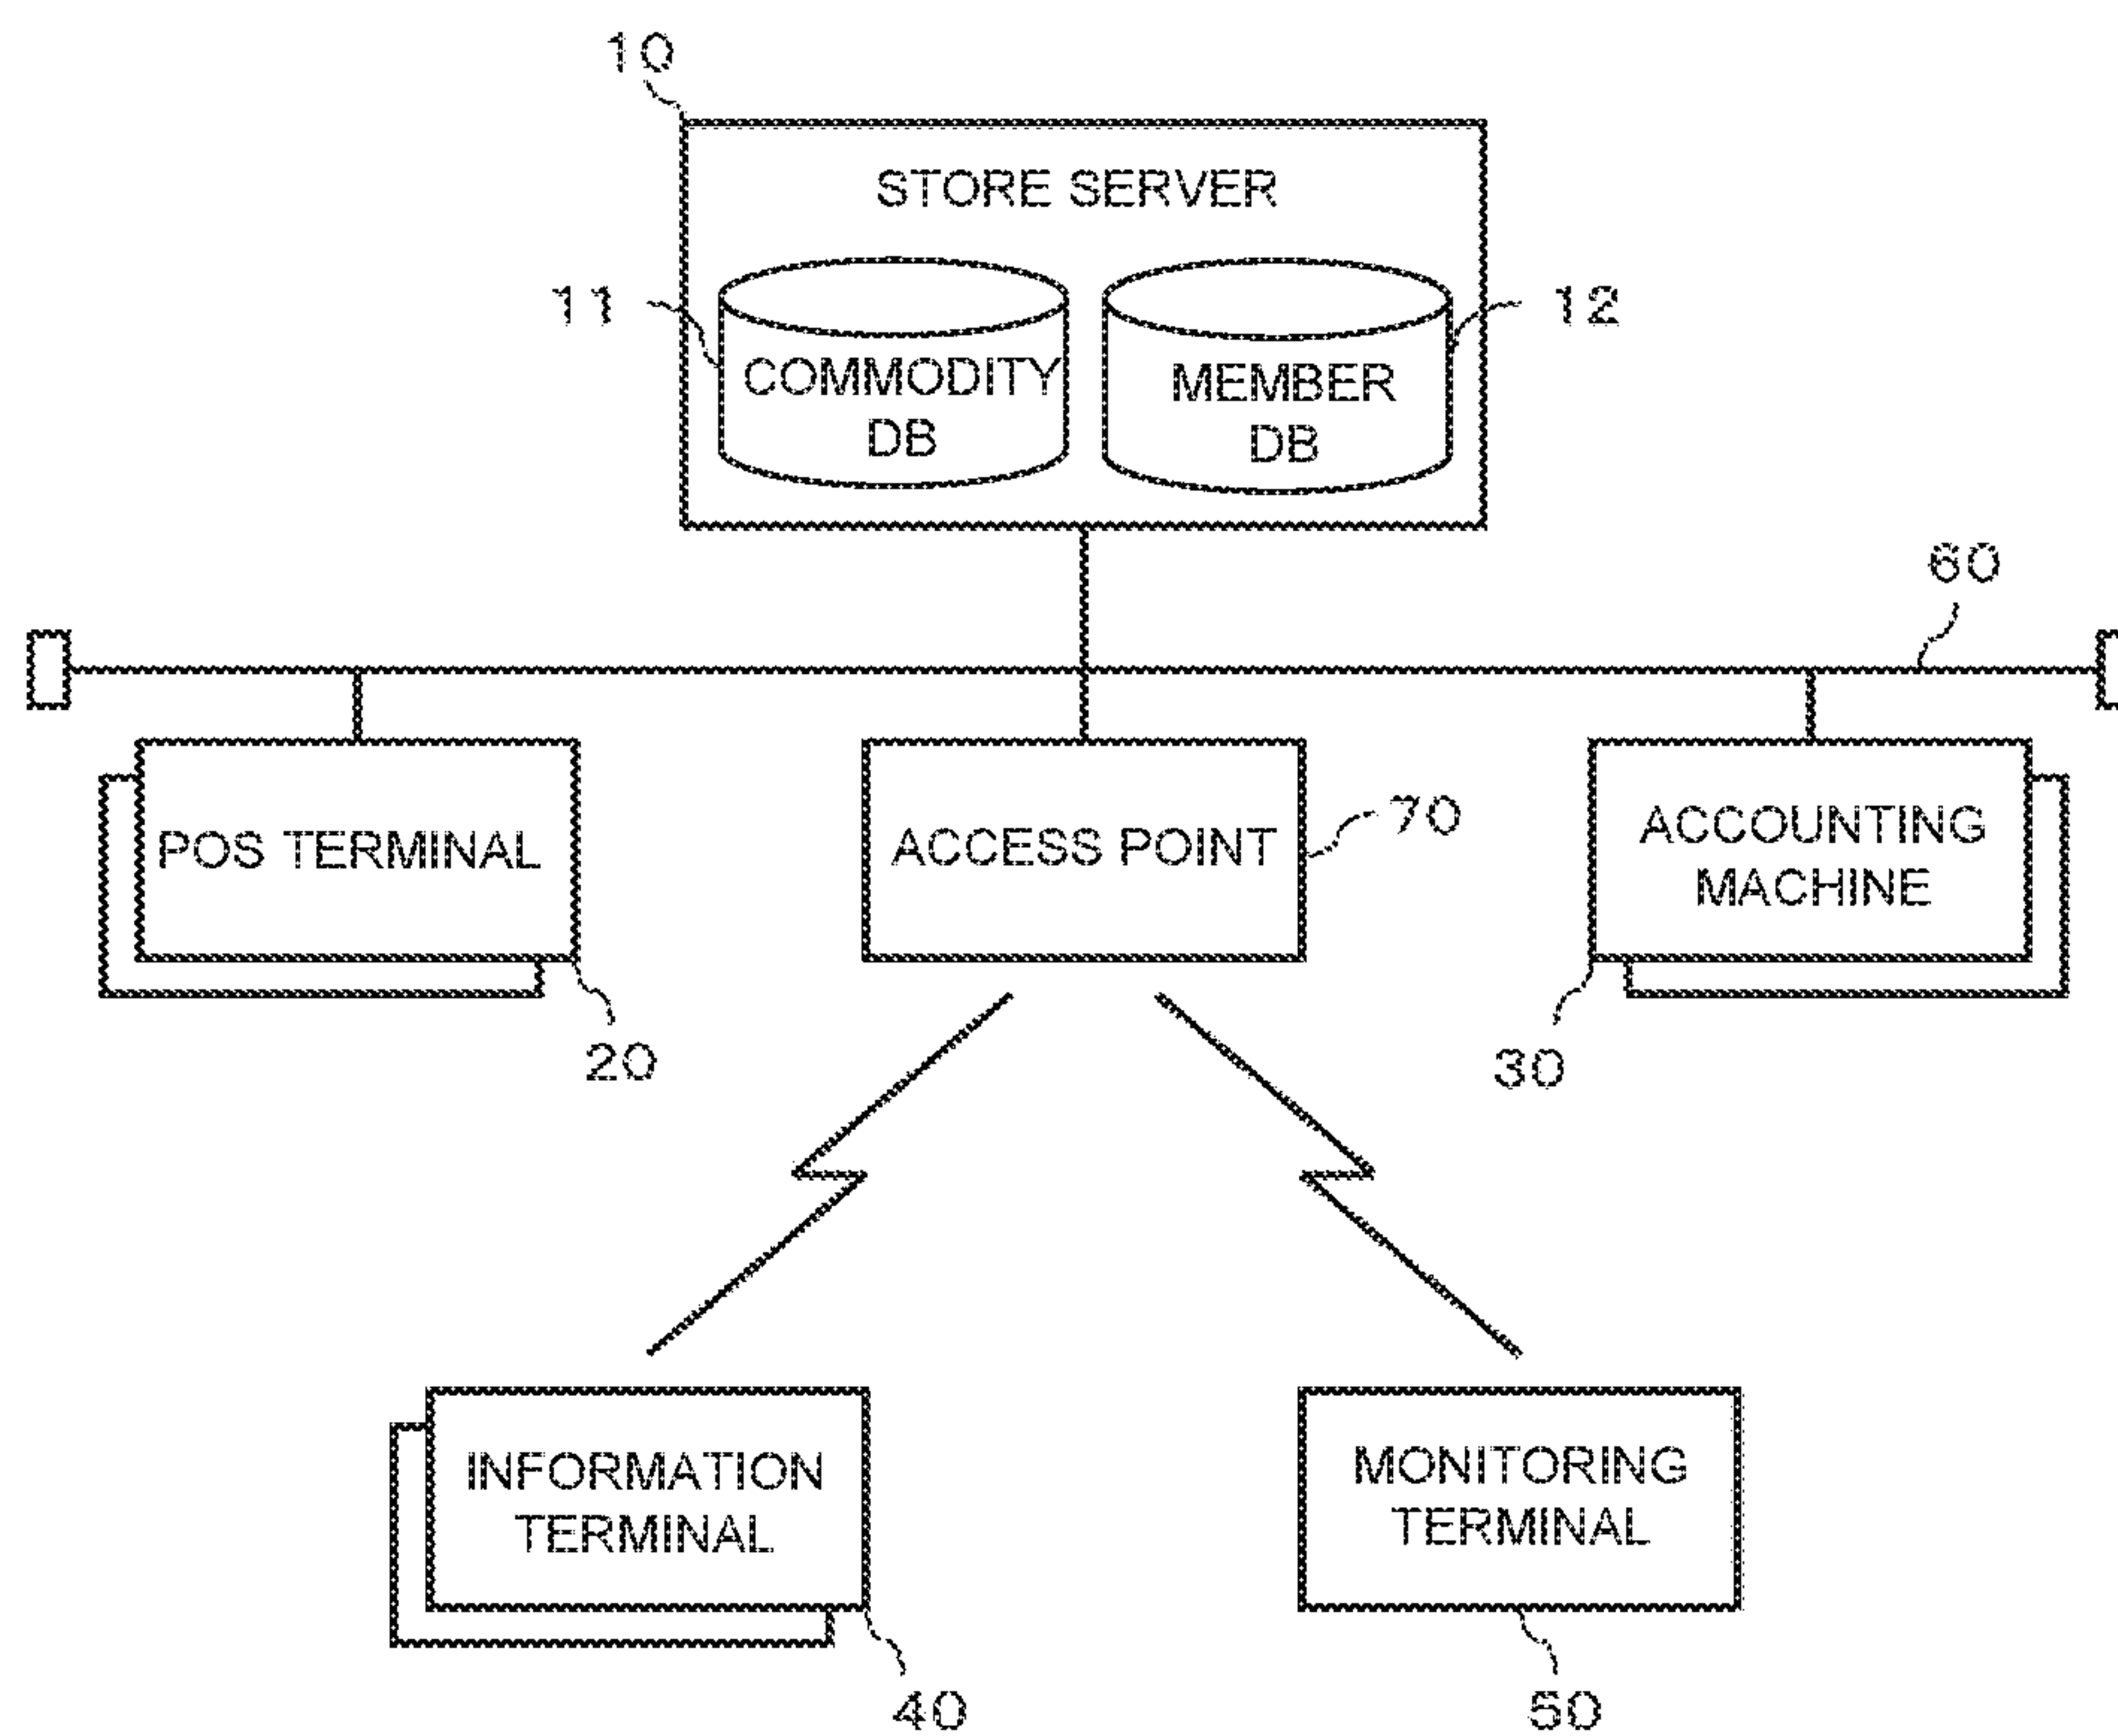 10
STORE SERVER
11
12
COMMODITY
DB
MEMBER
DB
60
POS TERMINAL
ACCESS POINT
70
ACCOUNTING
MACHINE
20
30
INFORMATION
TERMINAL
MONITORING
TERMINAL
40
50